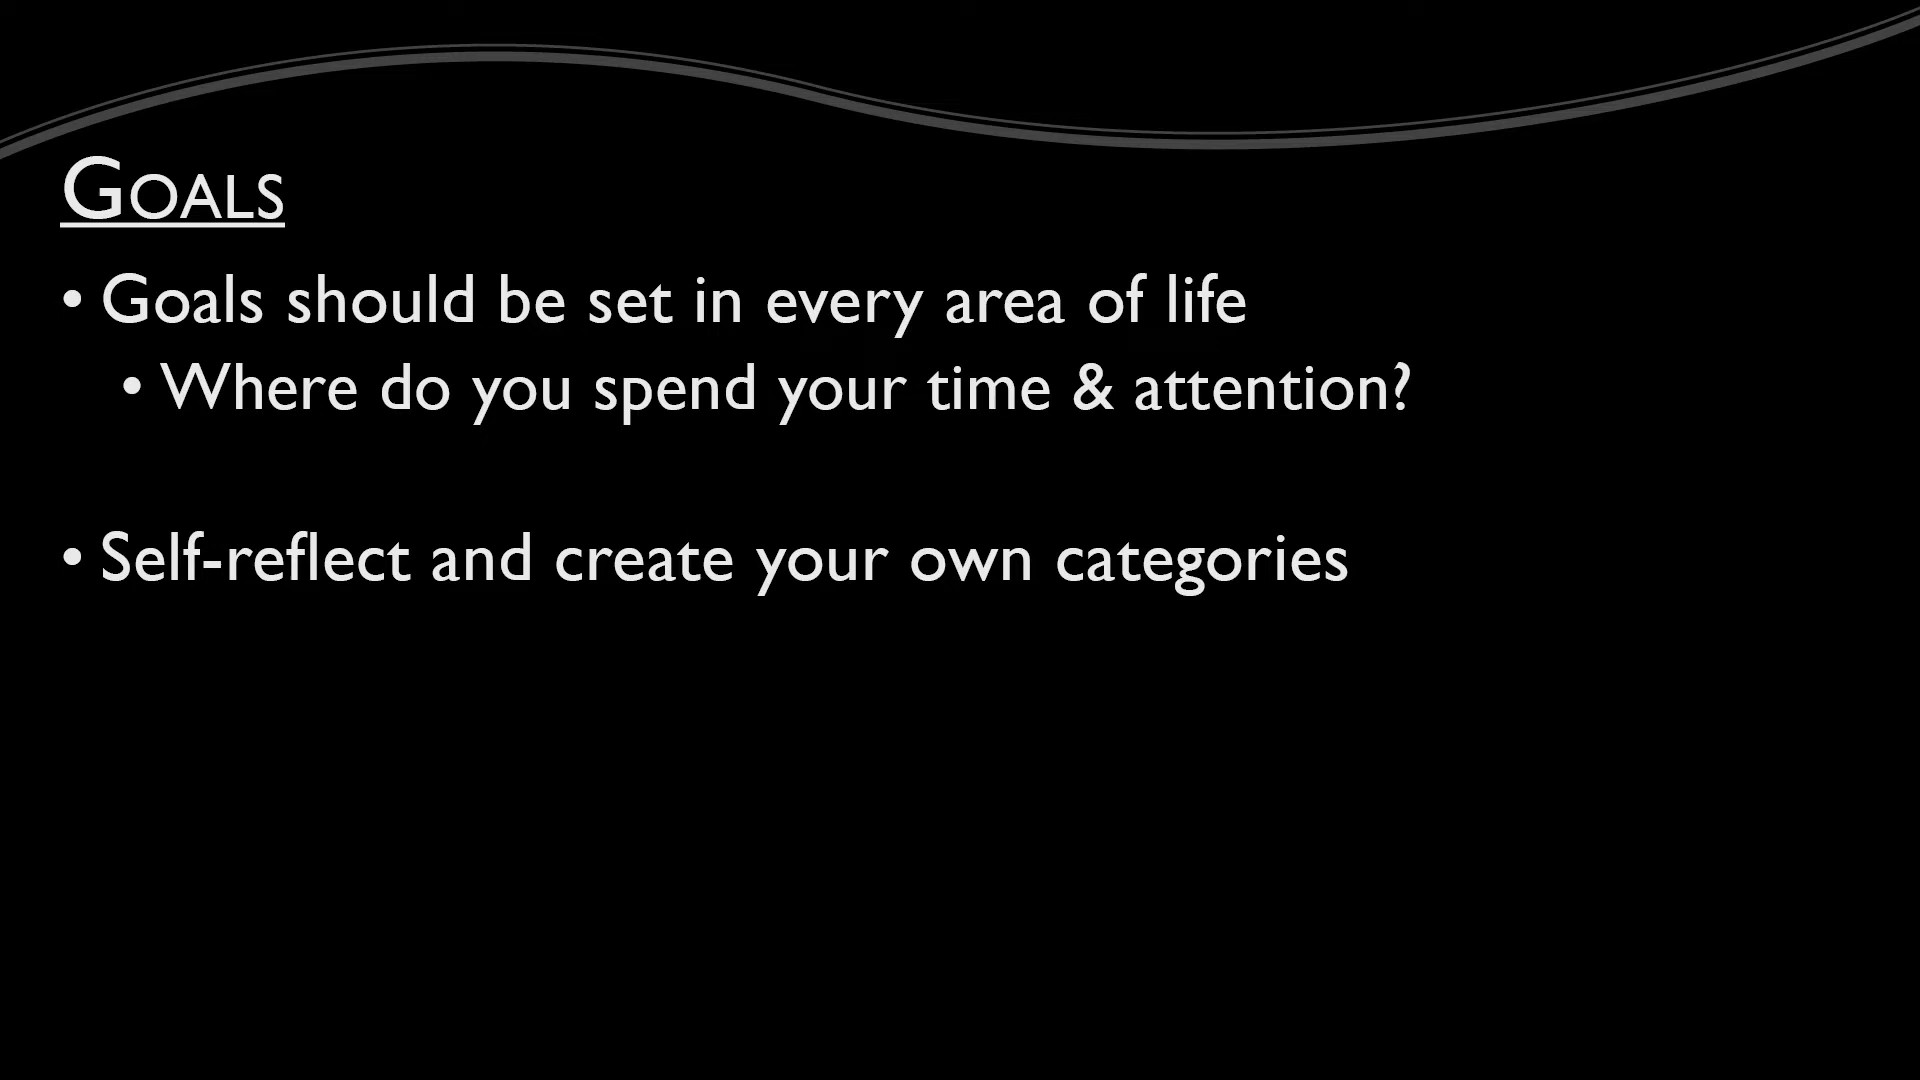 Goals
• Goals should be set in every area of life
• Where do you spend your time & attention?
• Self-reflect and create your own categories